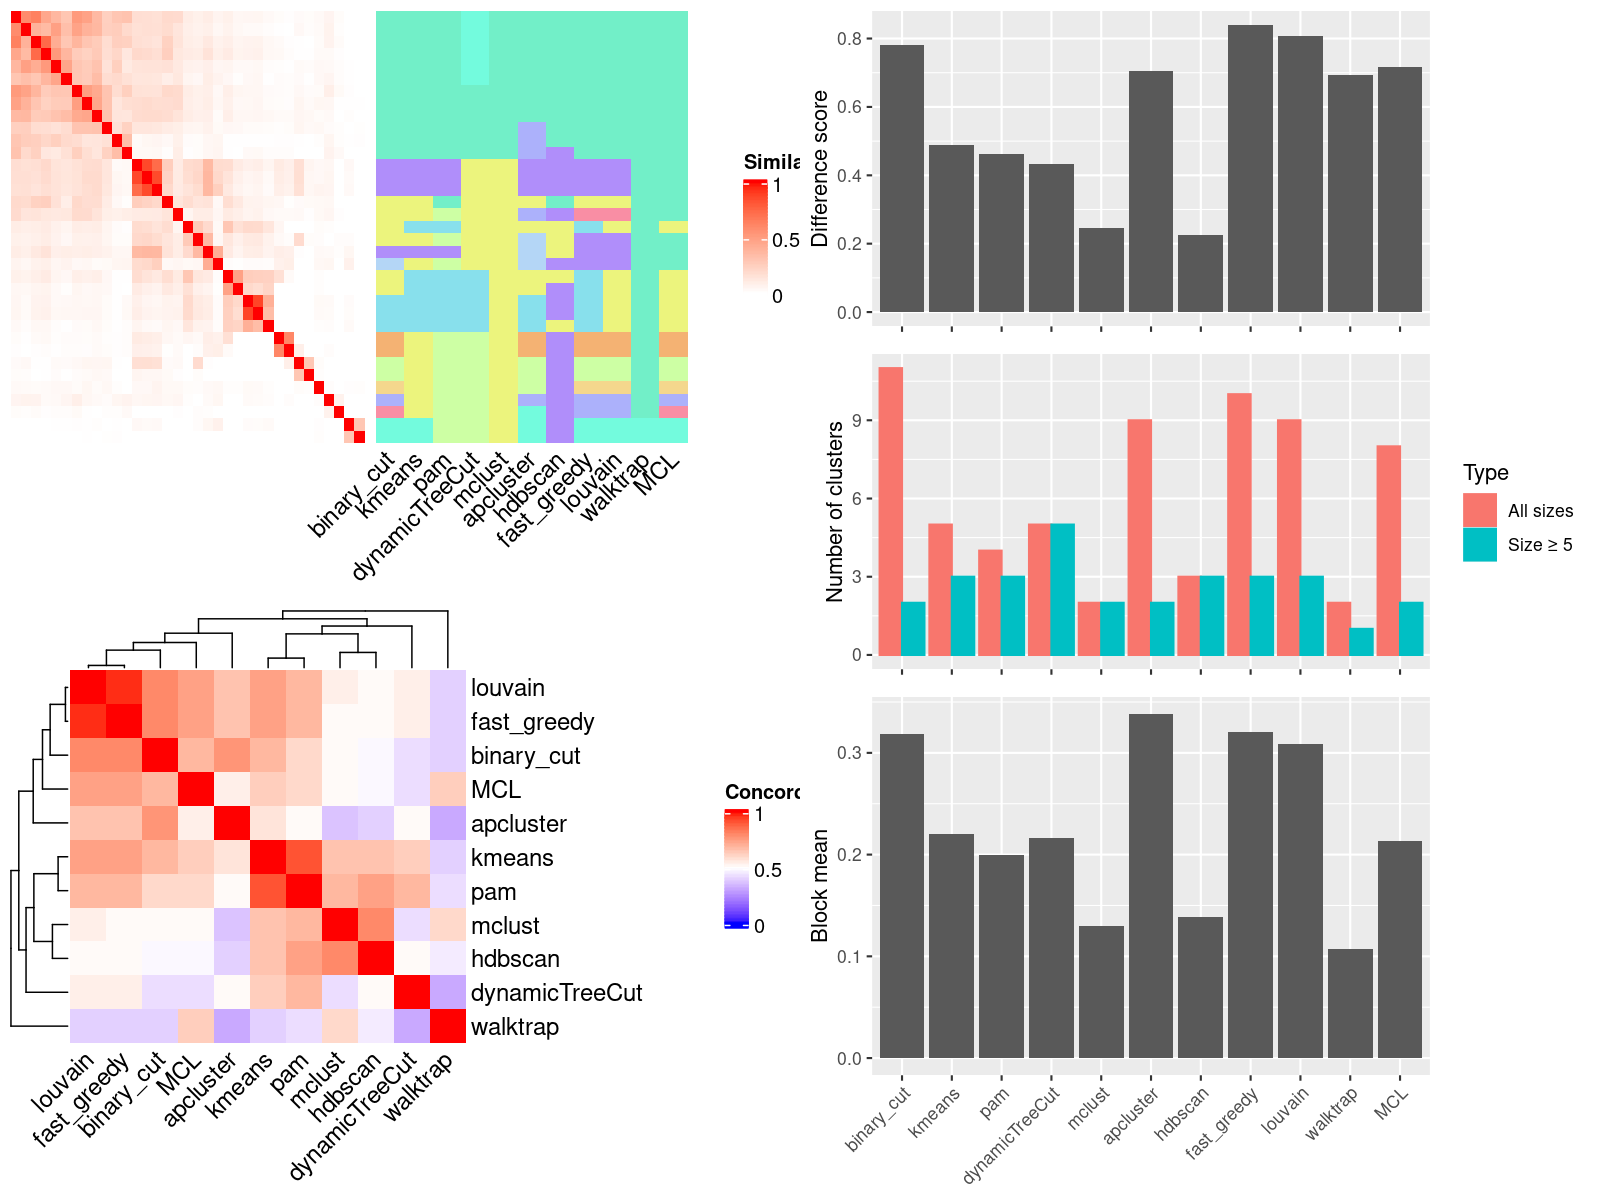 Simila
1
0.5
0
binary_cut
kmeans
pam
dynamicTreeCut
mclust
apcluster
hdbscan
fast_greedy
louvain
walktrap
MCL
louvain
fast_greedy
binary_cut
MCL
apcluster
kmeans
pam
mclust
hdbscan
dynamicTreeCut
walktrap
louvain
fast_greedy
binary_cut
MCL
apcluster
kmeans
pam
mclust
hdbscan
dynamicTreeCut
walktrap
Concord
1
0.5
0
Difference score
0.8
0.6
0.4
0.2
0.0
Number of clusters
9
6
3
0
Type
All sizes
Size ≥ 5
Block mean
0.3
0.2
0.1
0.0
binary_cut
kmeans
pam
dynamicTreeCut
mclust
apcluster
hdbscan
fast_greedy
louvain
walktrap
MCL